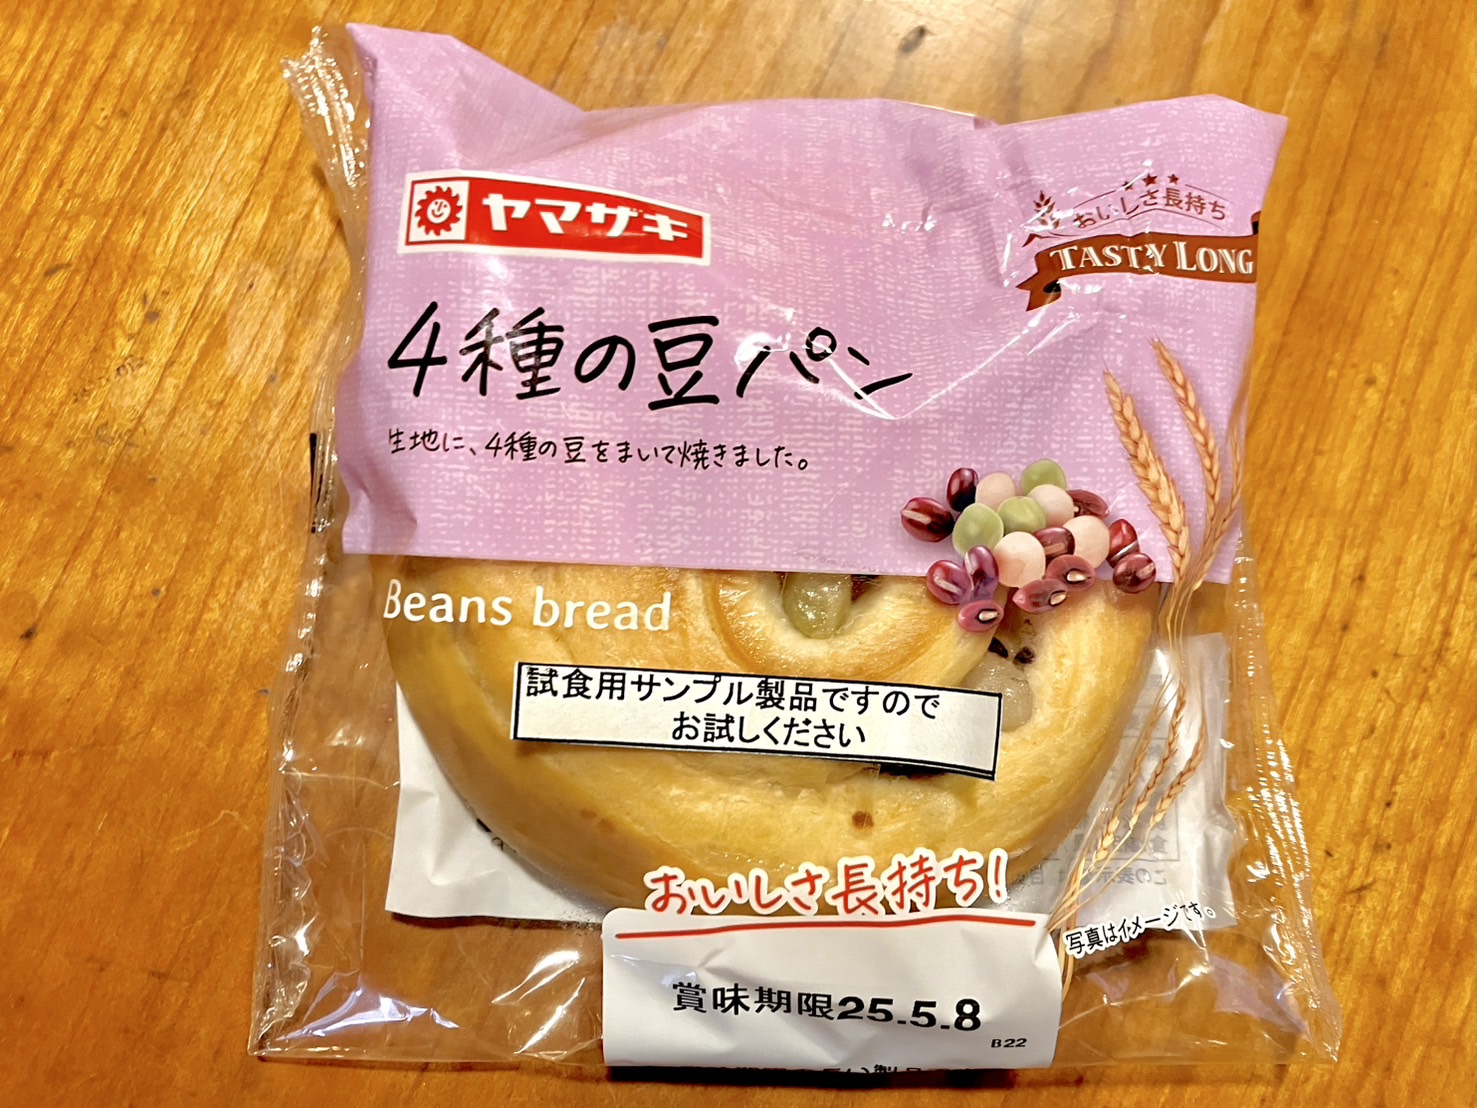 ヤマザキ
おいしさ長持ち
TASTY LONG
4種の豆パン
生地に、4種の豆をまいて焼きました。
Beans bread
試食用サンプル製品ですので
お試しください
おいしさ長持ち!
写真はイメージです。
賞味期限25.5.8
B22